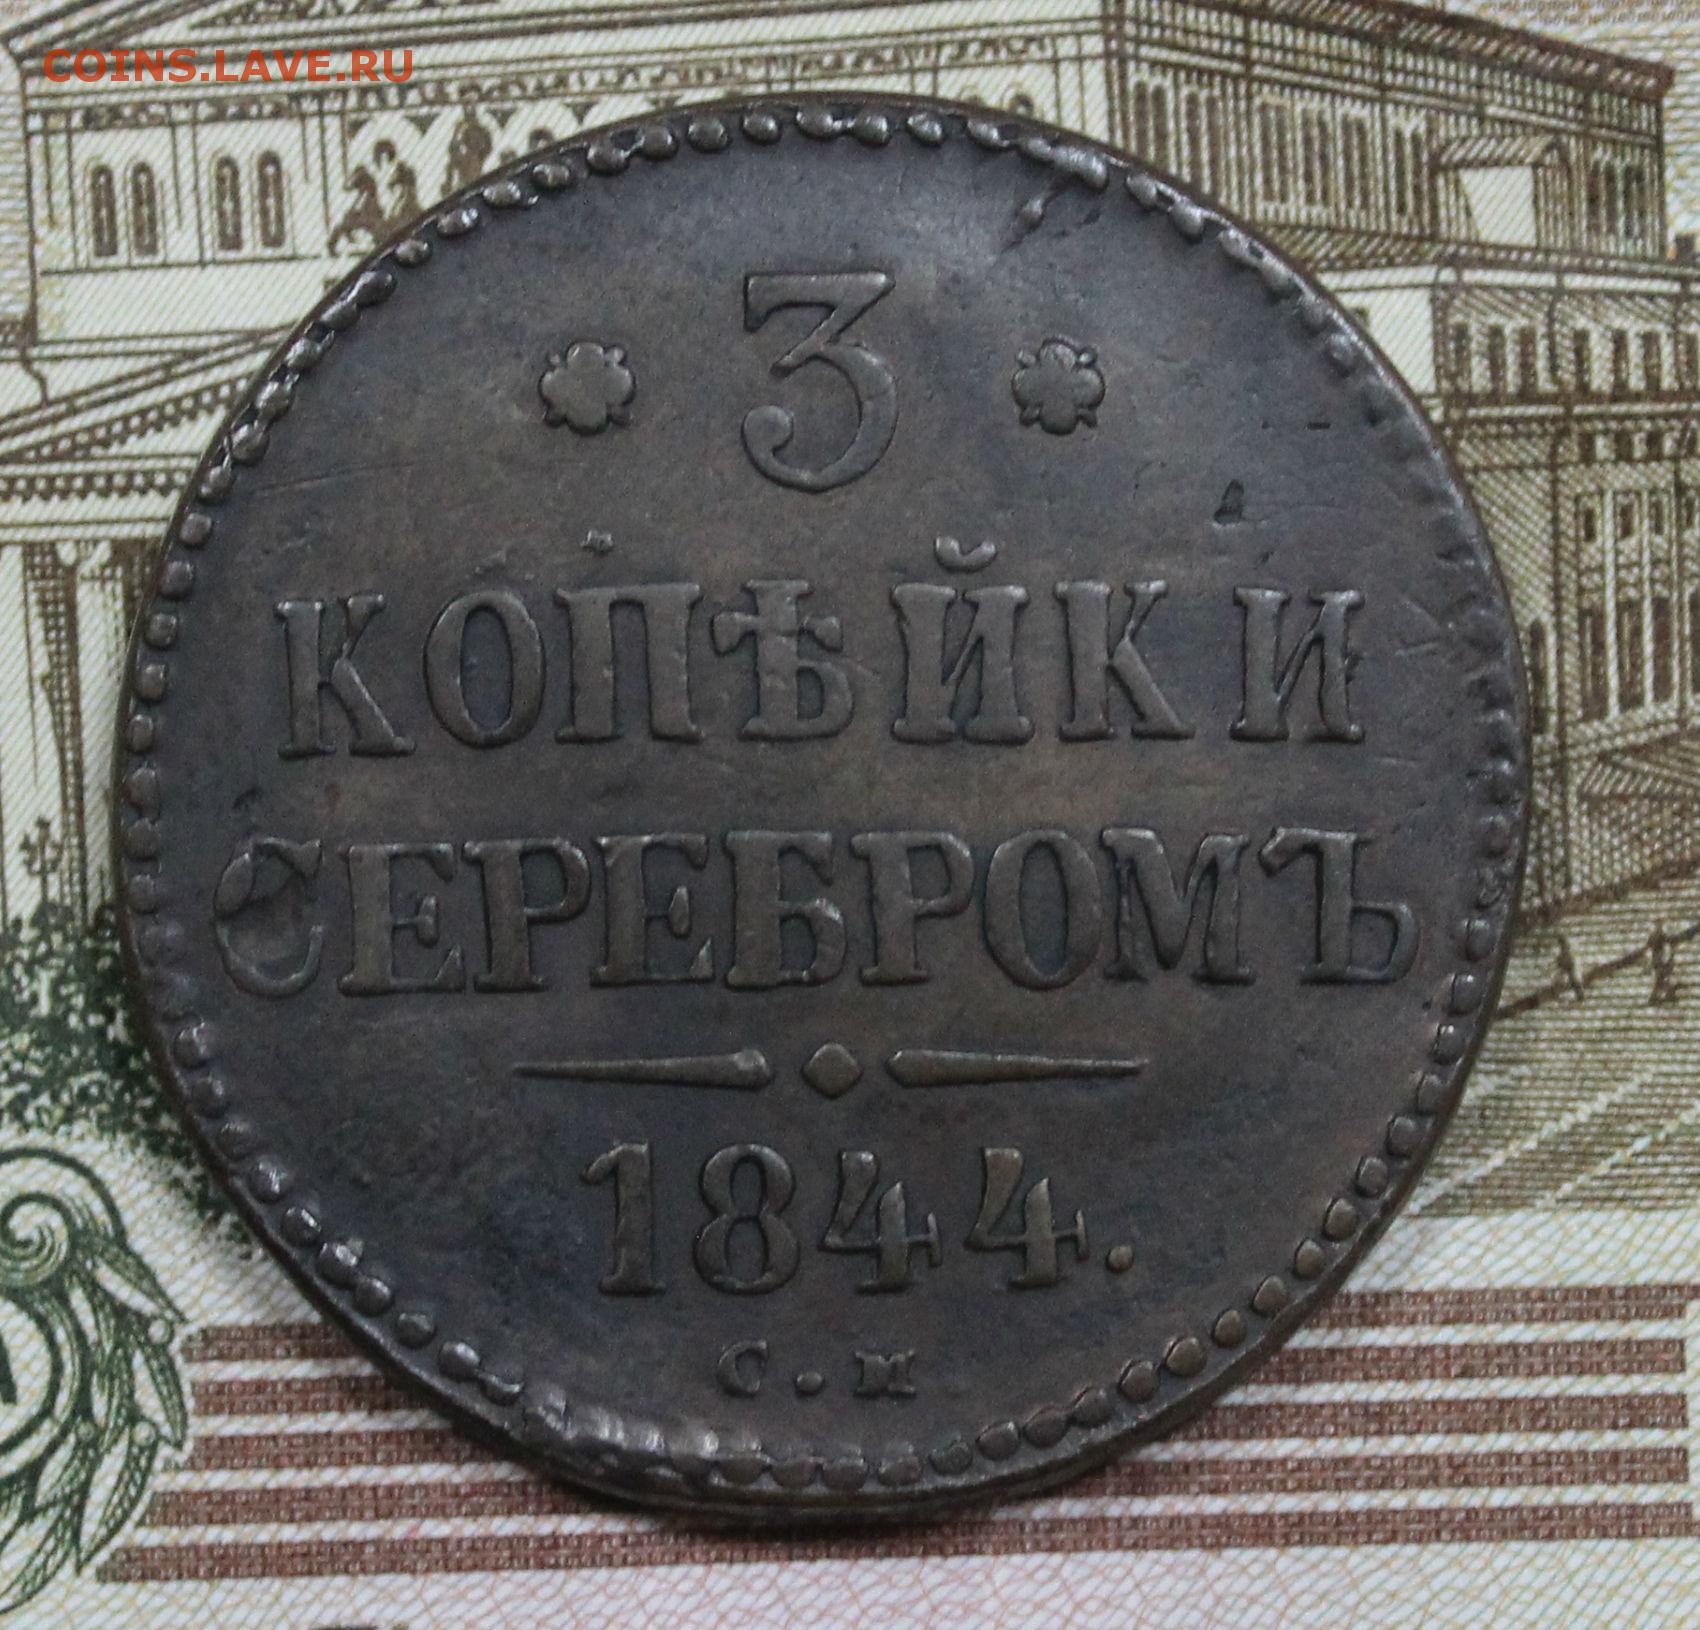 COINS.LAVE.RU
3
КОПѢЙКИ
СЕРЕБРОМЪ
1844.
С.М